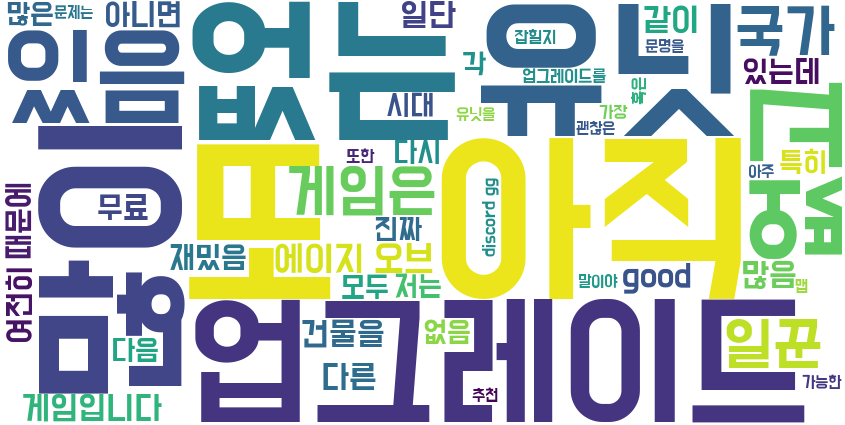 많은
문제는
아니면
있음
없는
일단
각
시대
유닛
잡힐지
업그레이드를
유닛을
괜찮은
같이
문명을
혹은
가장
국가
있는데
문명
특히
아주
이
무료
또
또한
다시
게임은
진짜
아직
discord gg
여전히 때문에
재밌음
에이지 오브
모두 저는
말이야
good
많음
맵
업그레이드
건물을
없음
다음
다른
추천
일꾼
가능한
게임입니다